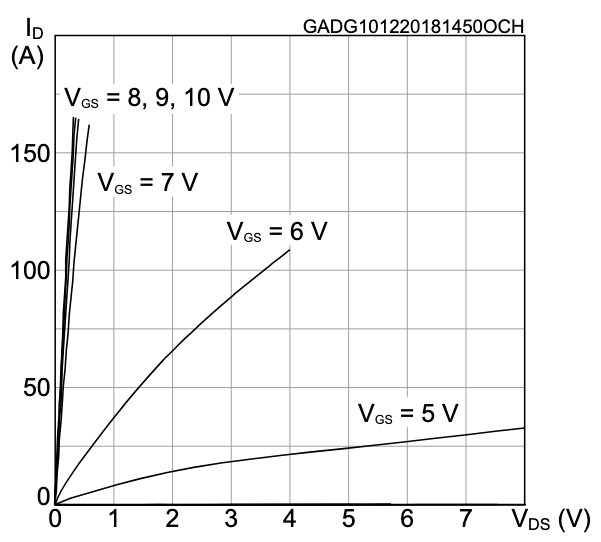 I_D GADG101220181450OCH
(A)
V_GS = 8, 9, 10 V
150
V_GS = 7 V
V_GS = 6 V
100
50
V_GS = 5 V
0
0 1 2 3 4 5 6 7 V_DS (V)